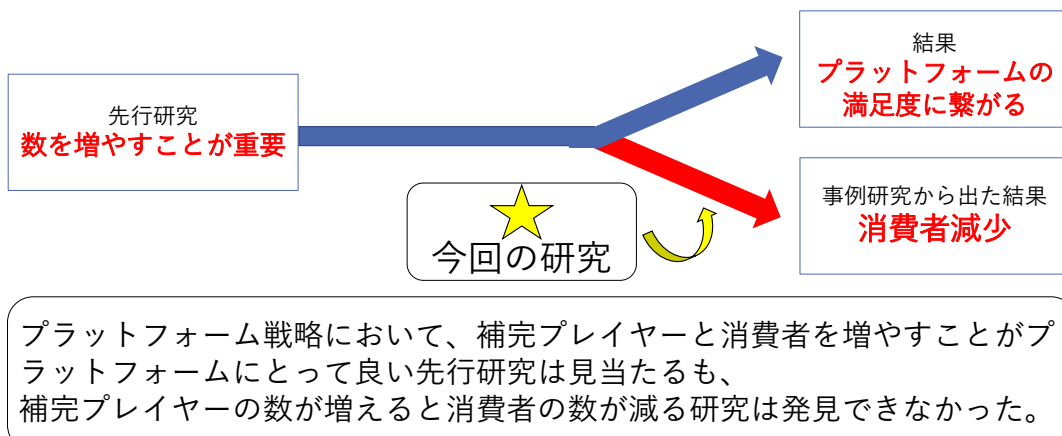 先行研究
数を増やすことが重要
結果
プラットフォームの
満足度に繋がる
今回の研究
事例研究から出た結果
消費者減少
プラットフォーム戦略において、補完プレイヤーと消費者を増やすことがプ
ラットフォームにとって良い先行研究は見当たるも、
補完プレイヤーの数が増えると消費者の数が減る研究は発見できなかった。